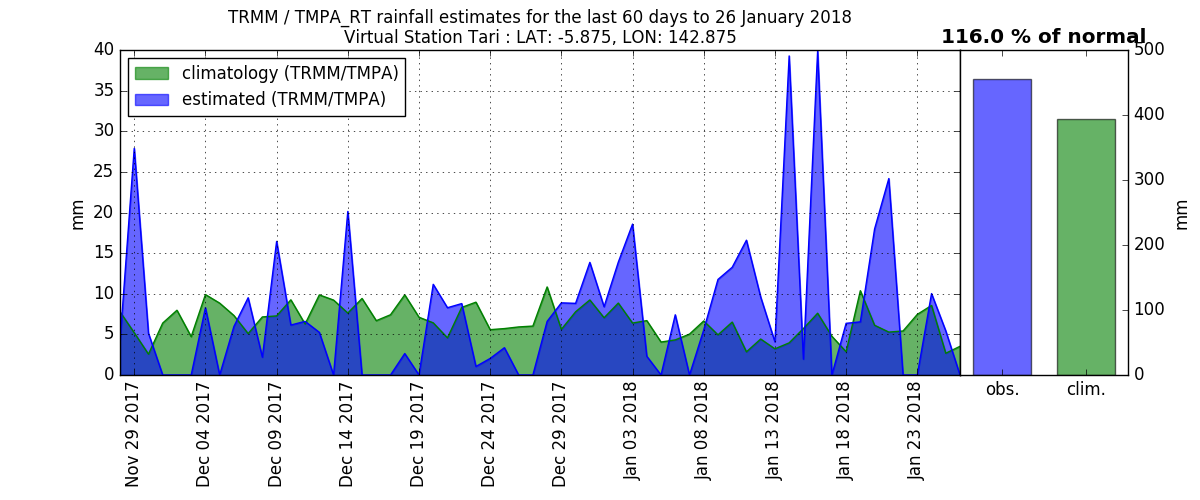 TRMM / TMPA_RT rainfall estimates for the last 60 days to 26 January 2018
Virtual Station Tari : LAT: -5.875, LON: 142.875
116.0 % of normal
climatology (TRMM/TMPA)
estimated (TRMM/TMPA)
40
35
30
25
20
15
10
5
0
mm
500
400
300
200
100
0
mm
Nov 29 2017
Dec 04 2017
Dec 09 2017
Dec 14 2017
Dec 19 2017
Dec 24 2017
Dec 29 2017
Jan 03 2018
Jan 08 2018
Jan 13 2018
Jan 18 2018
Jan 23 2018
obs.
clim.